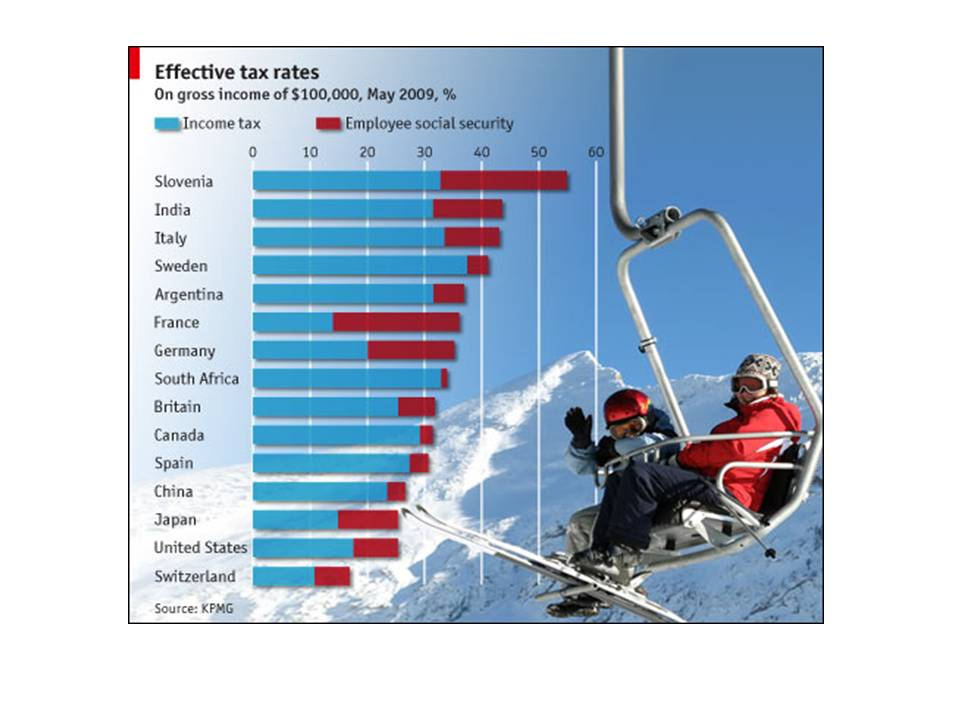 Effective tax rates
On gross income of $100,000, May 2009, %
Income tax Employee social security
0 10 20 30 40 50 60
Slovenia
India
Italy
Sweden
Argentina
France
Germany
South Africa
Britain
Canada
Spain
China
Japan
United States
Switzerland
Source: KPMG